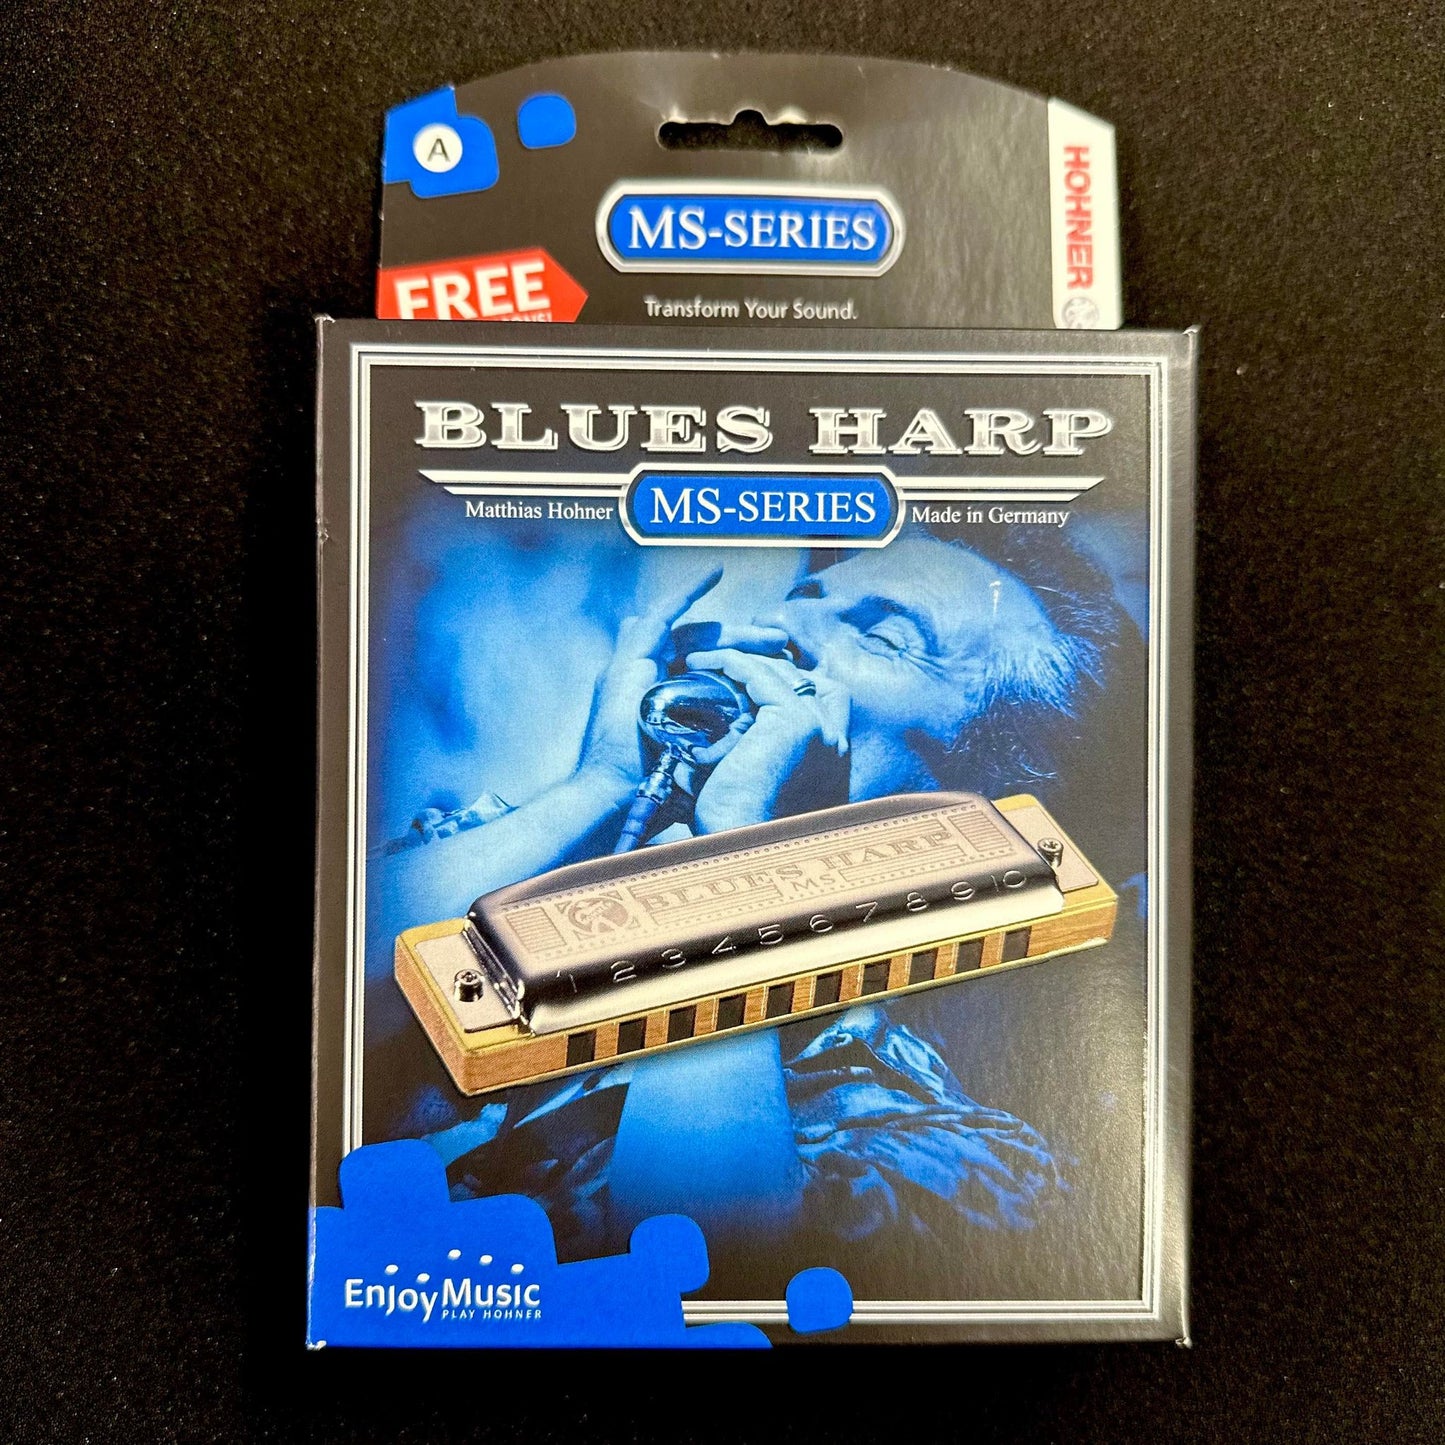 A
MS-SERIES
HOHNER
FREE
Transform Your Sound.
BLUES HARP
Matthias Hohner
MS-SERIES
Made in Germany
BLUES HARP
MS
1 2 3 4 5 6 7 8 9 10
EnjoyMusic
PLAY HOHNER